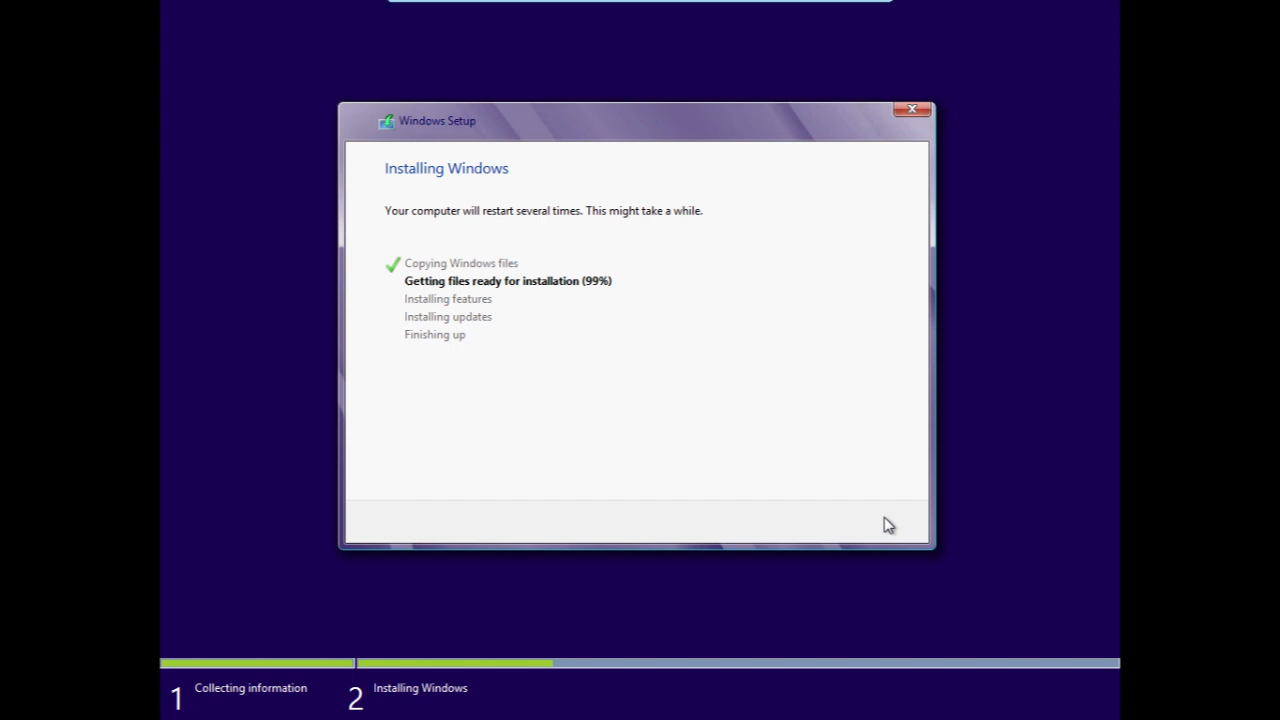 Windows Setup
Installing Windows
Your computer will restart several times. This might take a while.
Copying Windows files
Getting files ready for installation (99%)
Installing features
Installing updates
Finishing up
1 Collecting information
2 Installing Windows